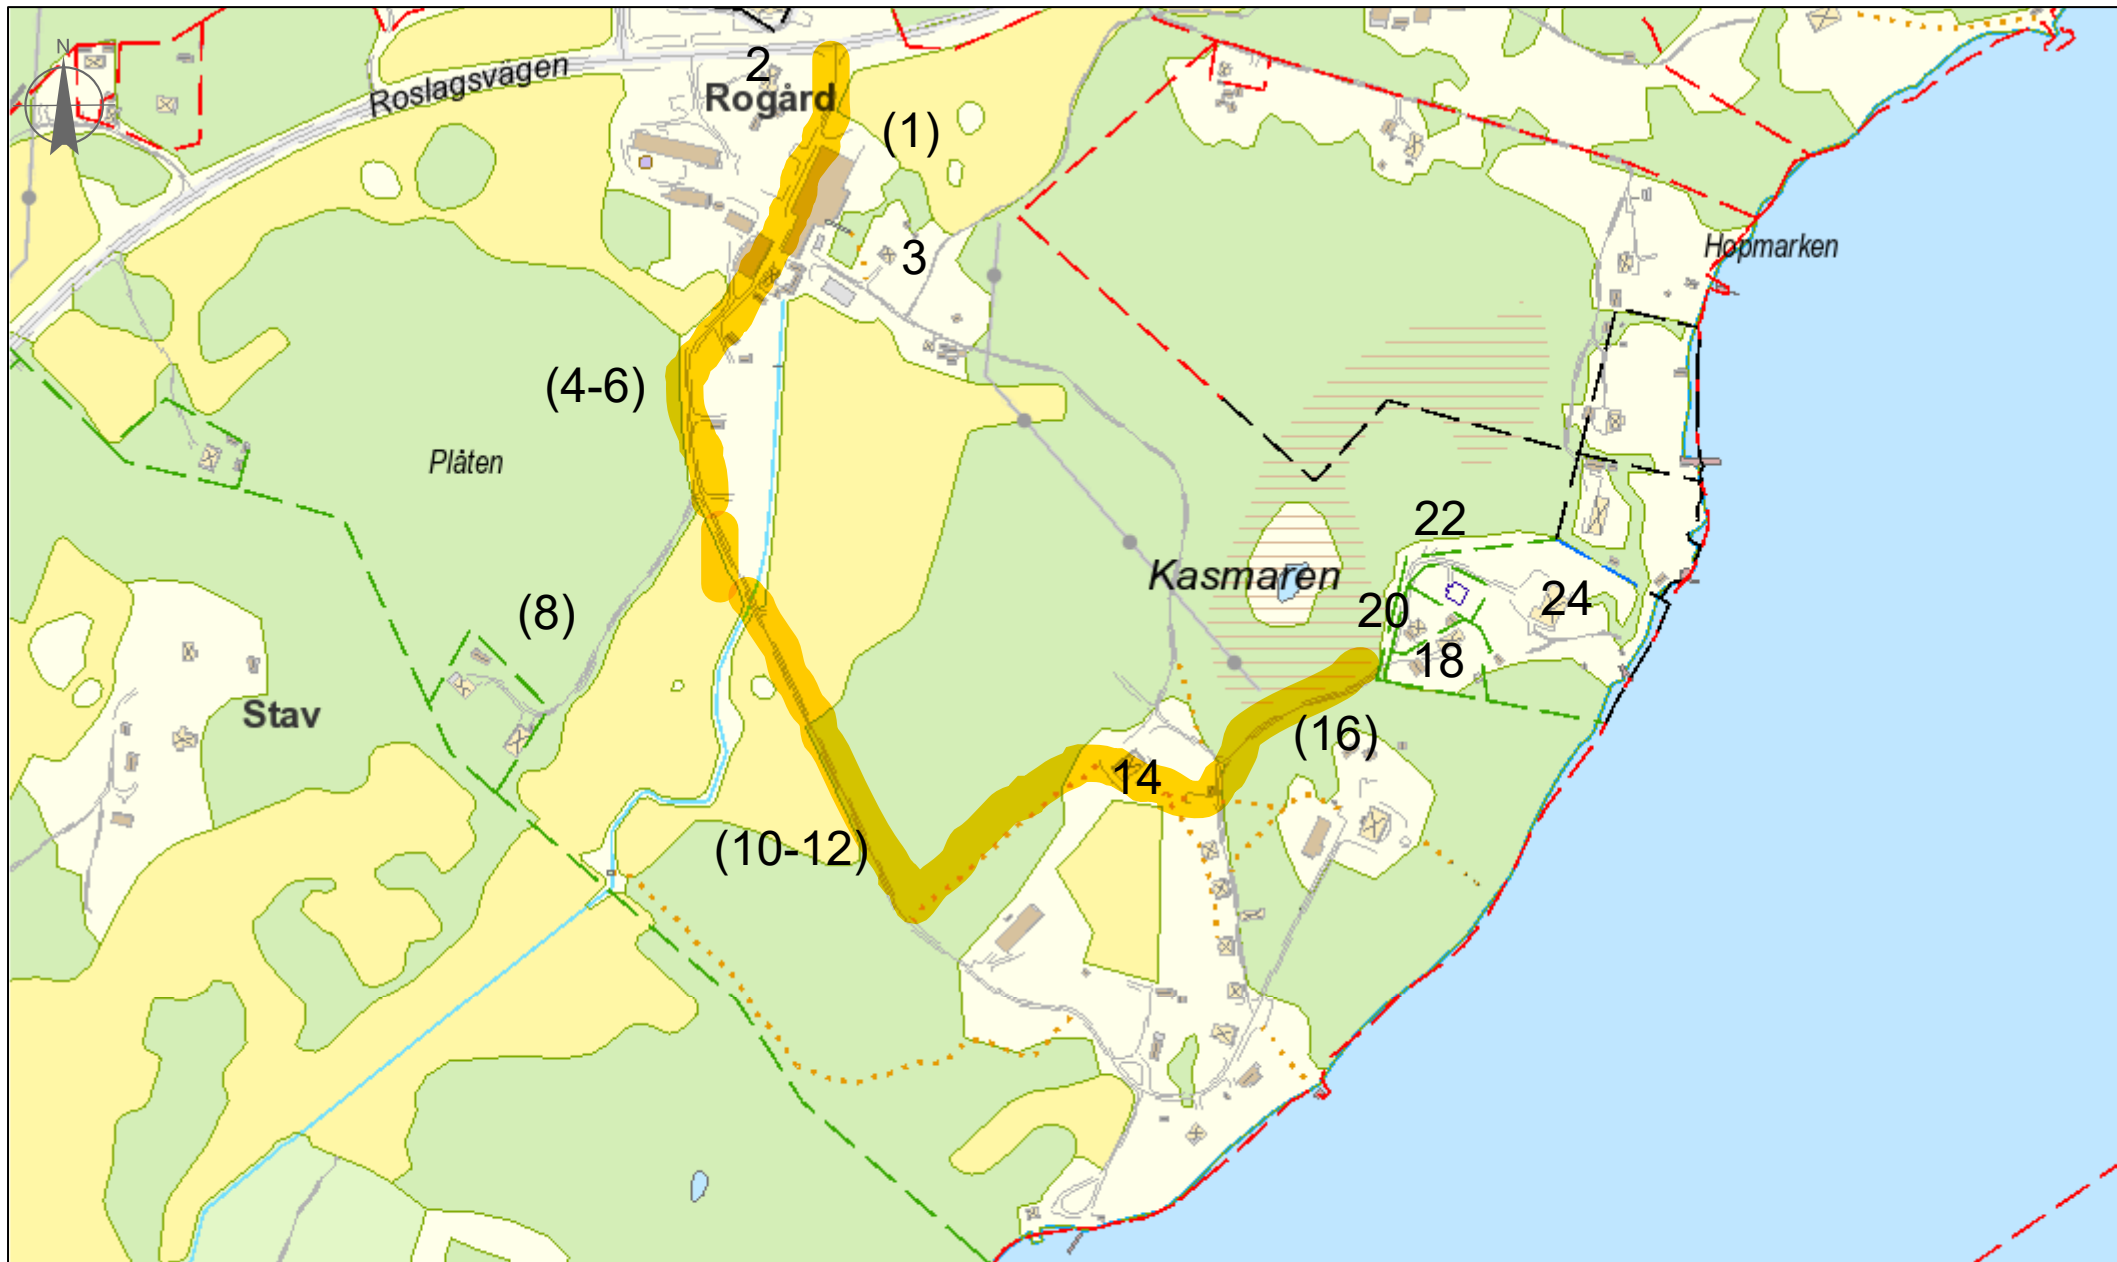 N
2
Roslagsvägen
Rogård
(1)
3
Hopmarken
(4-6)
Plåten
22
Kasmaren
20
24
(8)
18
Stav
(16)
14
(10-12)